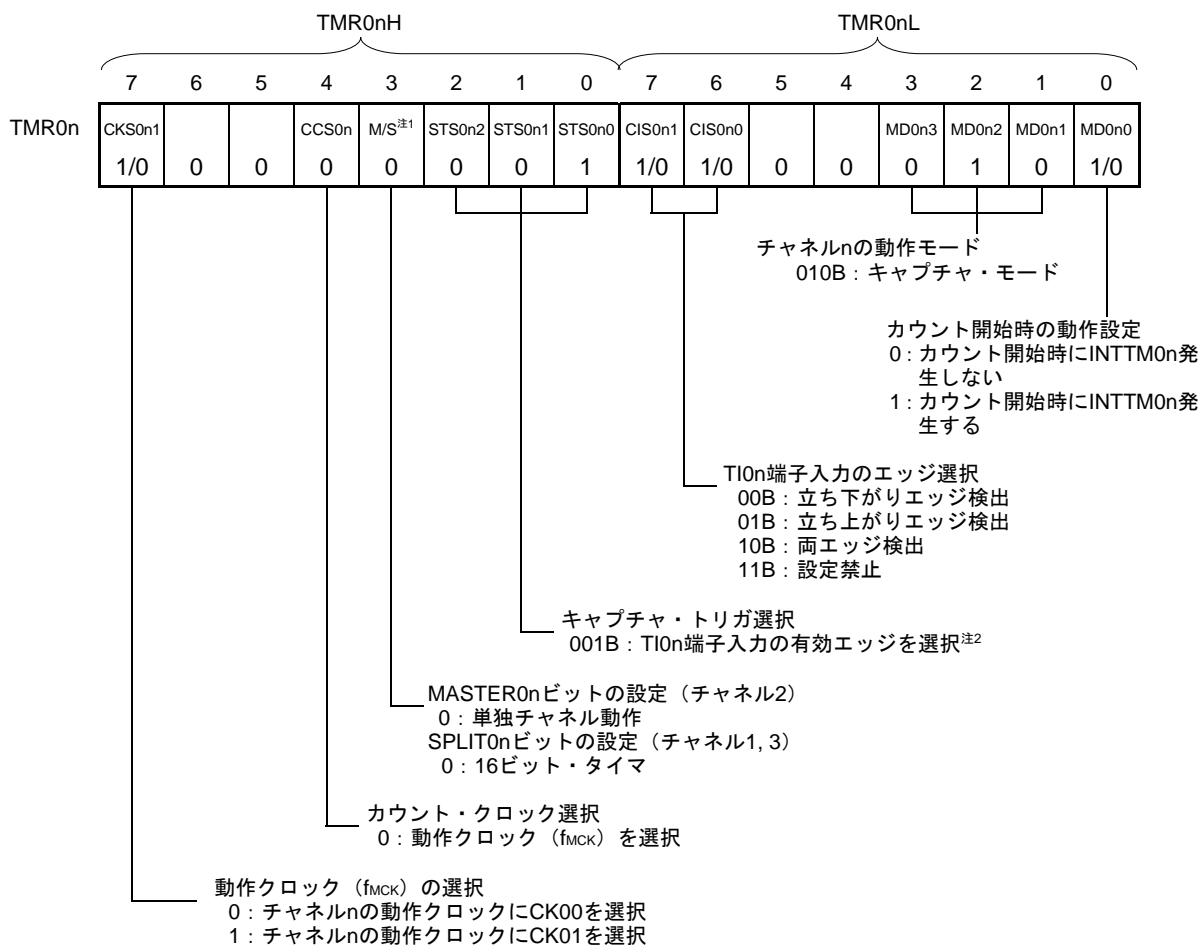 TMR0nH TMR0nL
7 6 5 4 3 2 1 0 7 6 5 4 3 2 1 0
TMR0n CKS0n1 CCS0n M/S注1 STS0n2 STS0n1 STS0n0 CIS0n1 CIS0n0 MD0n3 MD0n2 MD0n1 MD0n0
1/0 0 0 0 0 0 0 1 1/0 1/0 0 0 0 1 0 1/0
チャネルnの動作モード
010B：キャプチャ・モード
カウント開始時の動作設定
0：カウント開始時にINTTM0n発
生しない
1：カウント開始時にINTTM0n発
生する
TI0n端子入力のエッジ選択
00B：立ち下がりエッジ検出
01B：立ち上がりエッジ検出
10B：両エッジ検出
11B：設定禁止
キャプチャ・トリガ選択
001B：TI0n端子入力の有効エッジを選択注2
MASTER0nビットの設定（チャネル2）
0：単独チャネル動作
SPLIT0nビットの設定（チャネル1, 3）
0：16ビット・タイマ
カウント・クロック選択
0：動作クロック（fMCK）を選択
動作クロック（fMCK）の選択
0：チャネルnの動作クロックにCK00を選択
1：チャネルnの動作クロックにCK01を選択